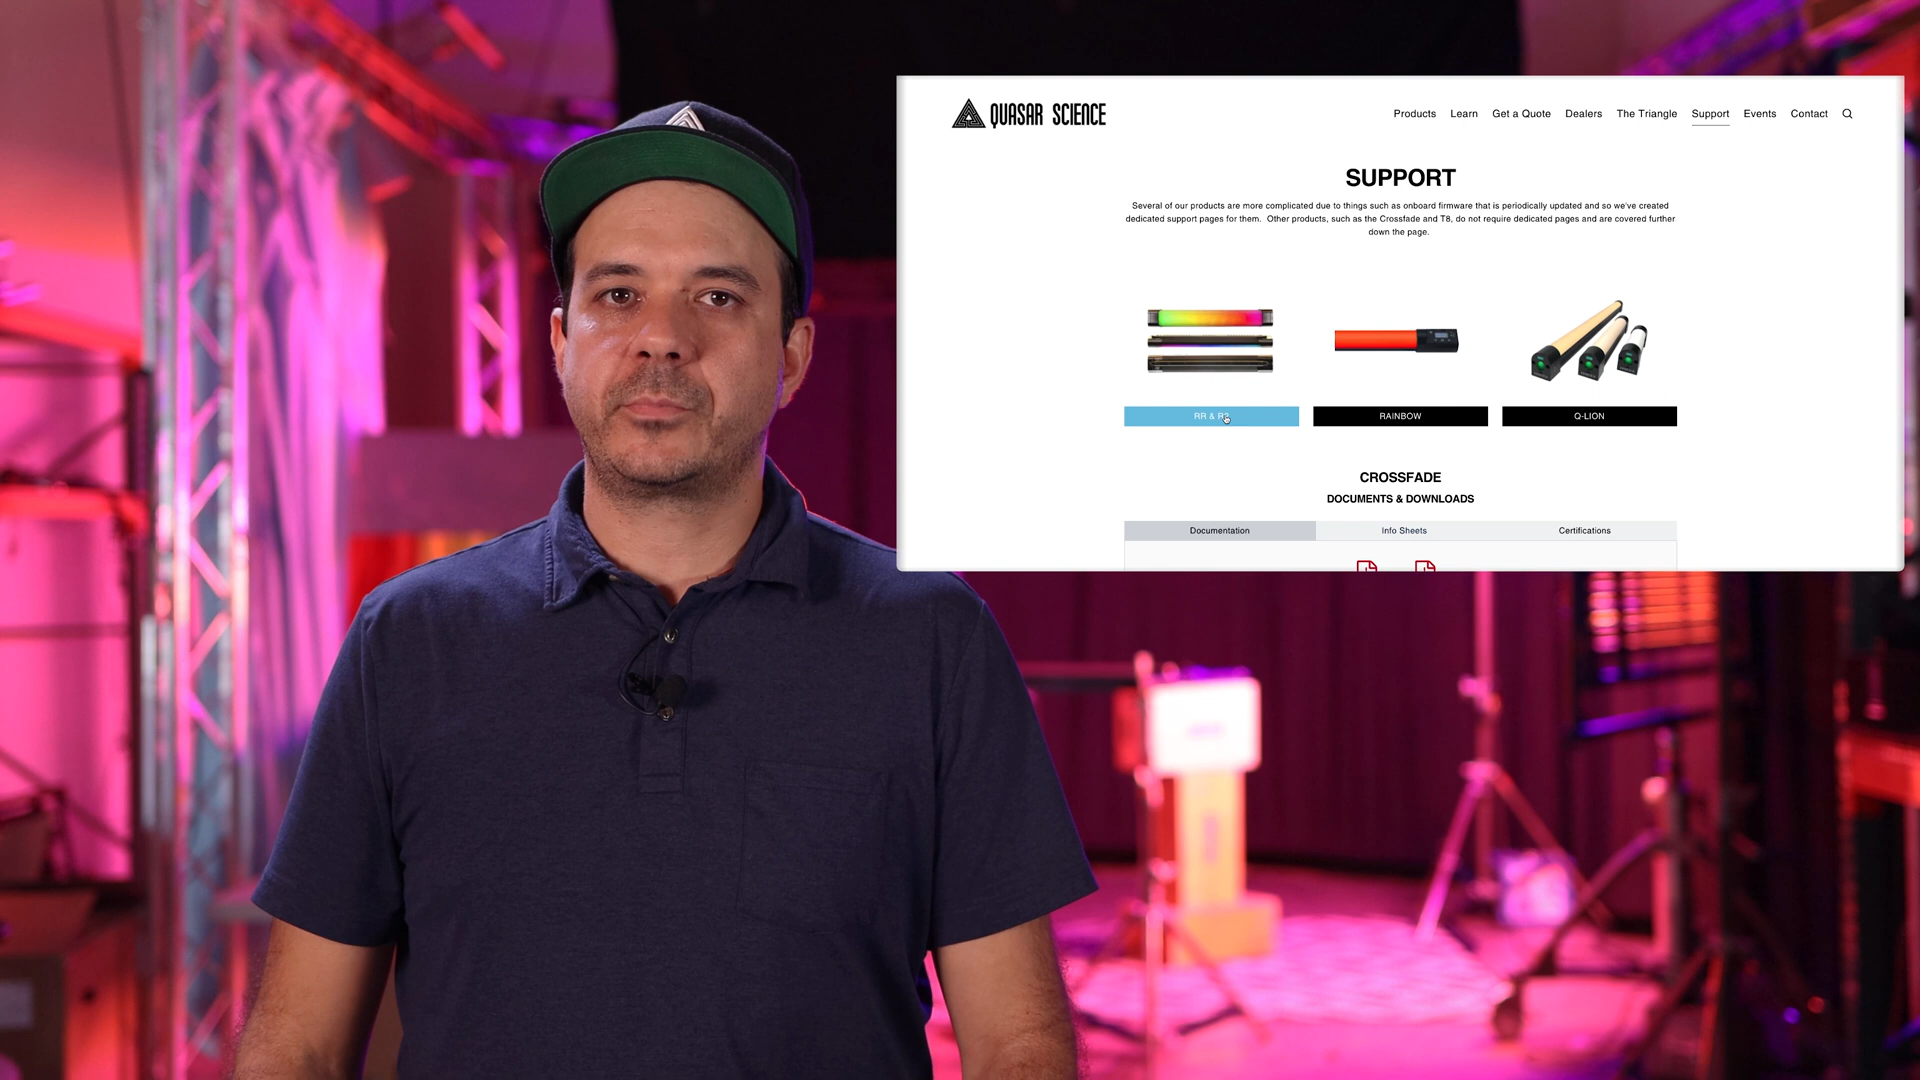 QUASAR SCIENCE
Products Learn Get a Quote Dealers The Triangle Support Events Contact
SUPPORT
Several of our products are more complicated due to things such as onboard firmware that is periodically updated and so we've created
dedicated support pages for them. Other products, such as the Crossfade and T8, do not require dedicated pages and are covered further
down the page.
RR & R2
RAINBOW
Q-LION
CROSSFADE
DOCUMENTS & DOWNLOADS
Documentation Info Sheets Certifications